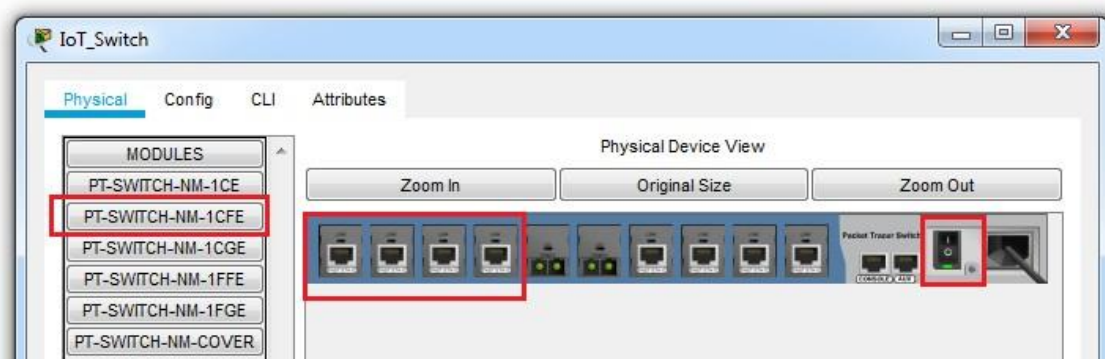 IoT_Switch
Physical Config CLI Attributes
MODULES
PT-SWITCH-NM-1CE
PT-SWITCH-NM-1CFE
PT-SWITCH-NM-1CGE
PT-SWITCH-NM-1FFE
PT-SWITCH-NM-1FGE
PT-SWITCH-NM-COVER
Physical Device View
Zoom In Original Size Zoom Out
Packet Tracer Switch
CONSOLE AUX